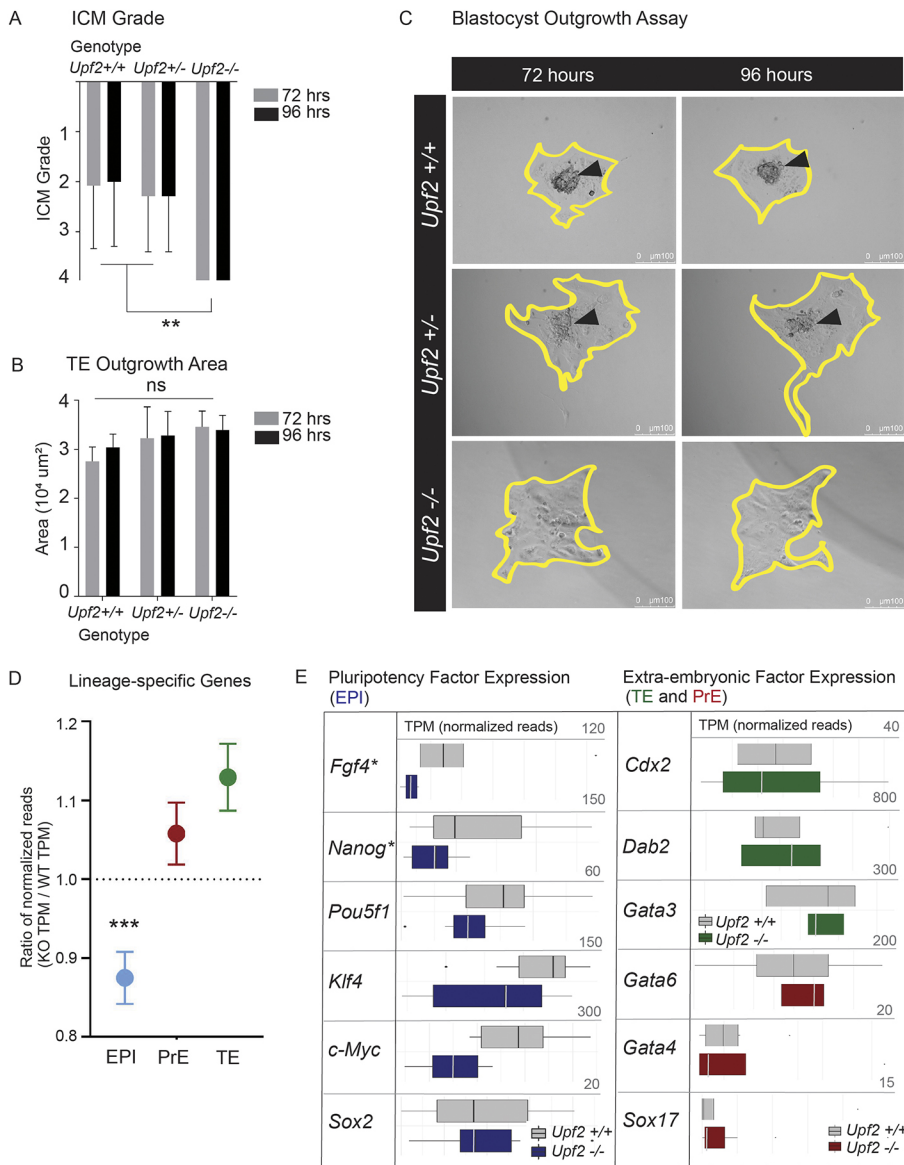 A ICM Grade
Genotype
Upf2+/+ Upf2+/- Upf2-/-
72 hrs
96 hrs
1
2
3
4
ICM Grade
**
B TE Outgrowth Area
ns
4
3
2
1
0
Area (10⁴ um²)
72 hrs
96 hrs
Upf2+/+ Upf2+/- Upf2-/-
Genotype
C Blastocyst Outgrowth Assay
72 hours 96 hours
Upf2 +/+
0 µm100
0 µm100
Upf2 +/-
0 µm100
0 µm100
Upf2 -/-
0 µm100
0 µm100
D Lineage-specific Genes
1.2
1.1
1.0
0.9
0.8
Ratio of normalized reads
(KO TPM / WT TPM)
***
EPI PrE TE
E Pluripotency Factor Expression
(EPI)
TPM (normalized reads) 120
Fgf4*
150
Nanog*
60
Pou5f1
150
Klf4
300
c-Myc
20
Sox2
Upf2 +/+
Upf2 -/-
Extra-embryonic Factor Expression
(TE and PrE)
TPM (normalized reads) 40
Cdx2
800
Dab2
300
Gata3
Upf2 +/+
Upf2 -/-
200
Gata6
20
Gata4
15
Sox17
Upf2 +/+
Upf2 -/-